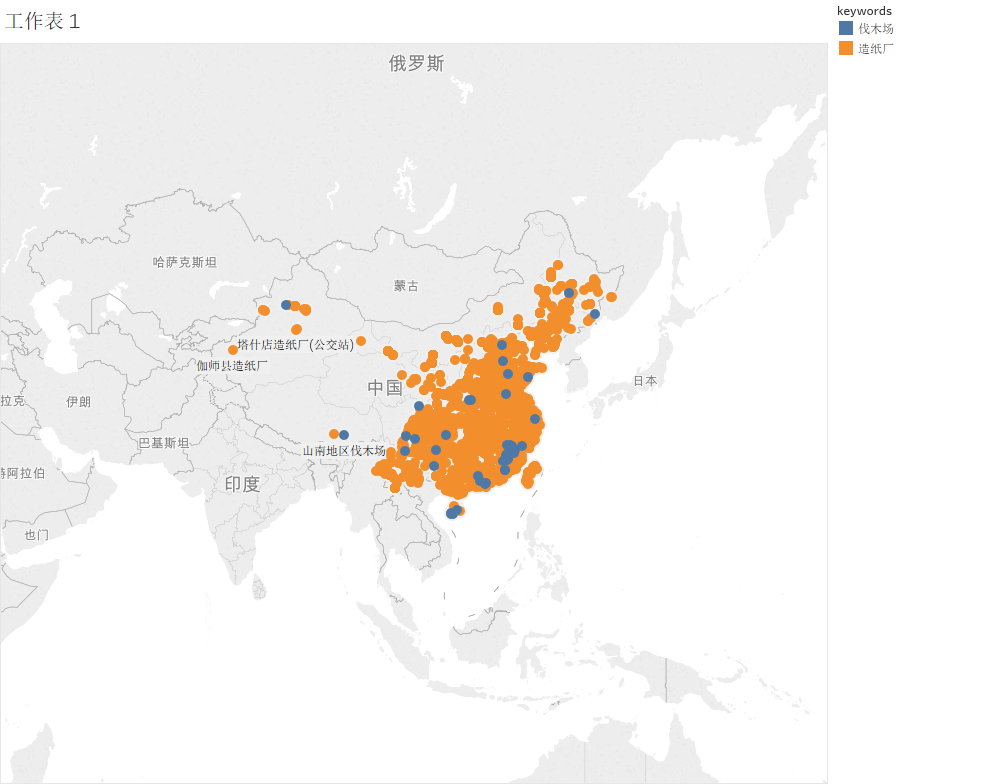 工作表 1
keywords
伐木场
造纸厂
俄罗斯
哈萨克斯坦
蒙古
塔什店造纸厂(公交站)
伽师县造纸厂
中国
日本
拉克
伊朗
巴基斯坦
山南地区伐木场
特阿拉伯
印度
也门